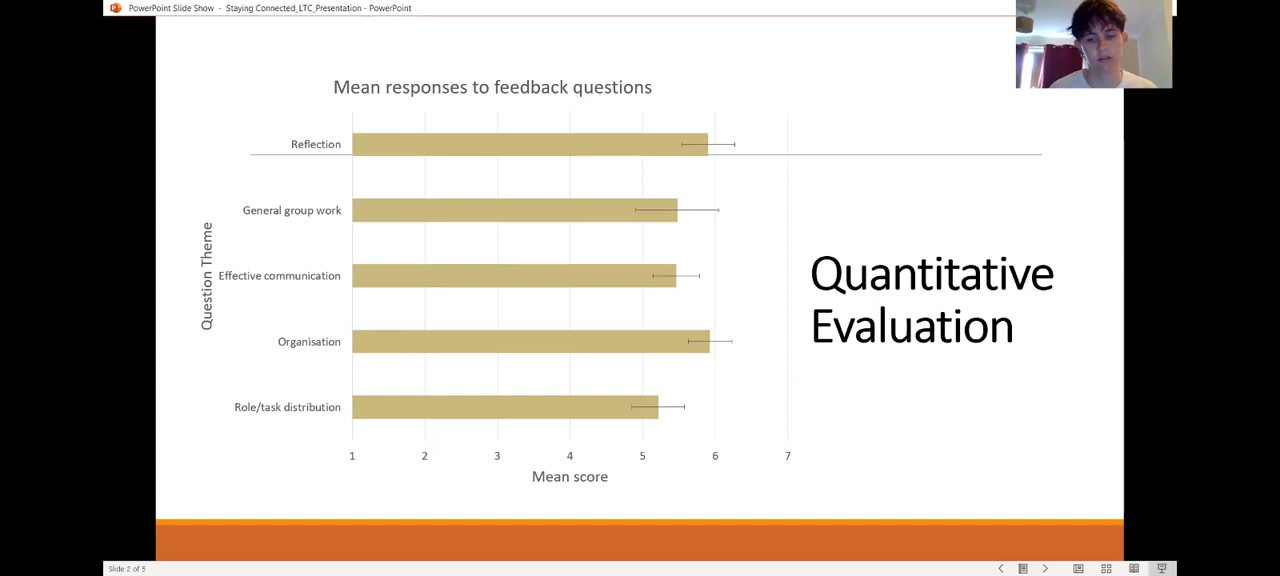 PowerPoint Slide Show - Staying Connected_LTC_Presentation - PowerPoint
Mean responses to feedback questions
Reflection
General group work
Effective communication
Organisation
Role/task distribution
Question Theme
1 2 3 4 5 6 7
Mean score
Quantitative
Evaluation
Slide 2 of 5